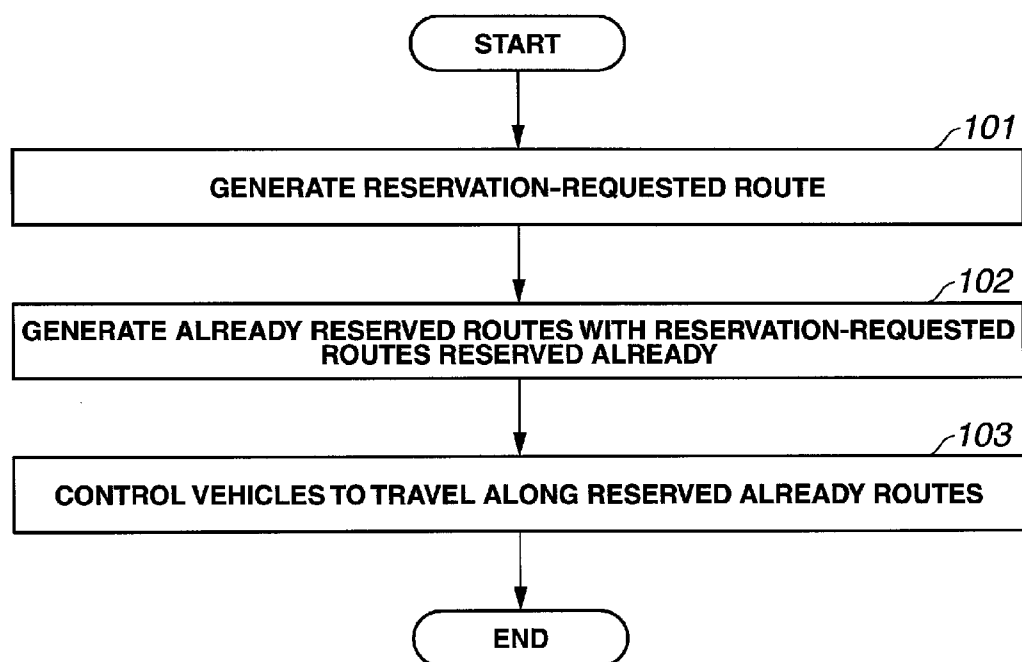 START
101
GENERATE RESERVATION-REQUESTED ROUTE
102
GENERATE ALREADY RESERVED ROUTES WITH RESERVATION-REQUESTED
ROUTES RESERVED ALREADY
103
CONTROL VEHICLES TO TRAVEL ALONG RESERVED ALREADY ROUTES
END